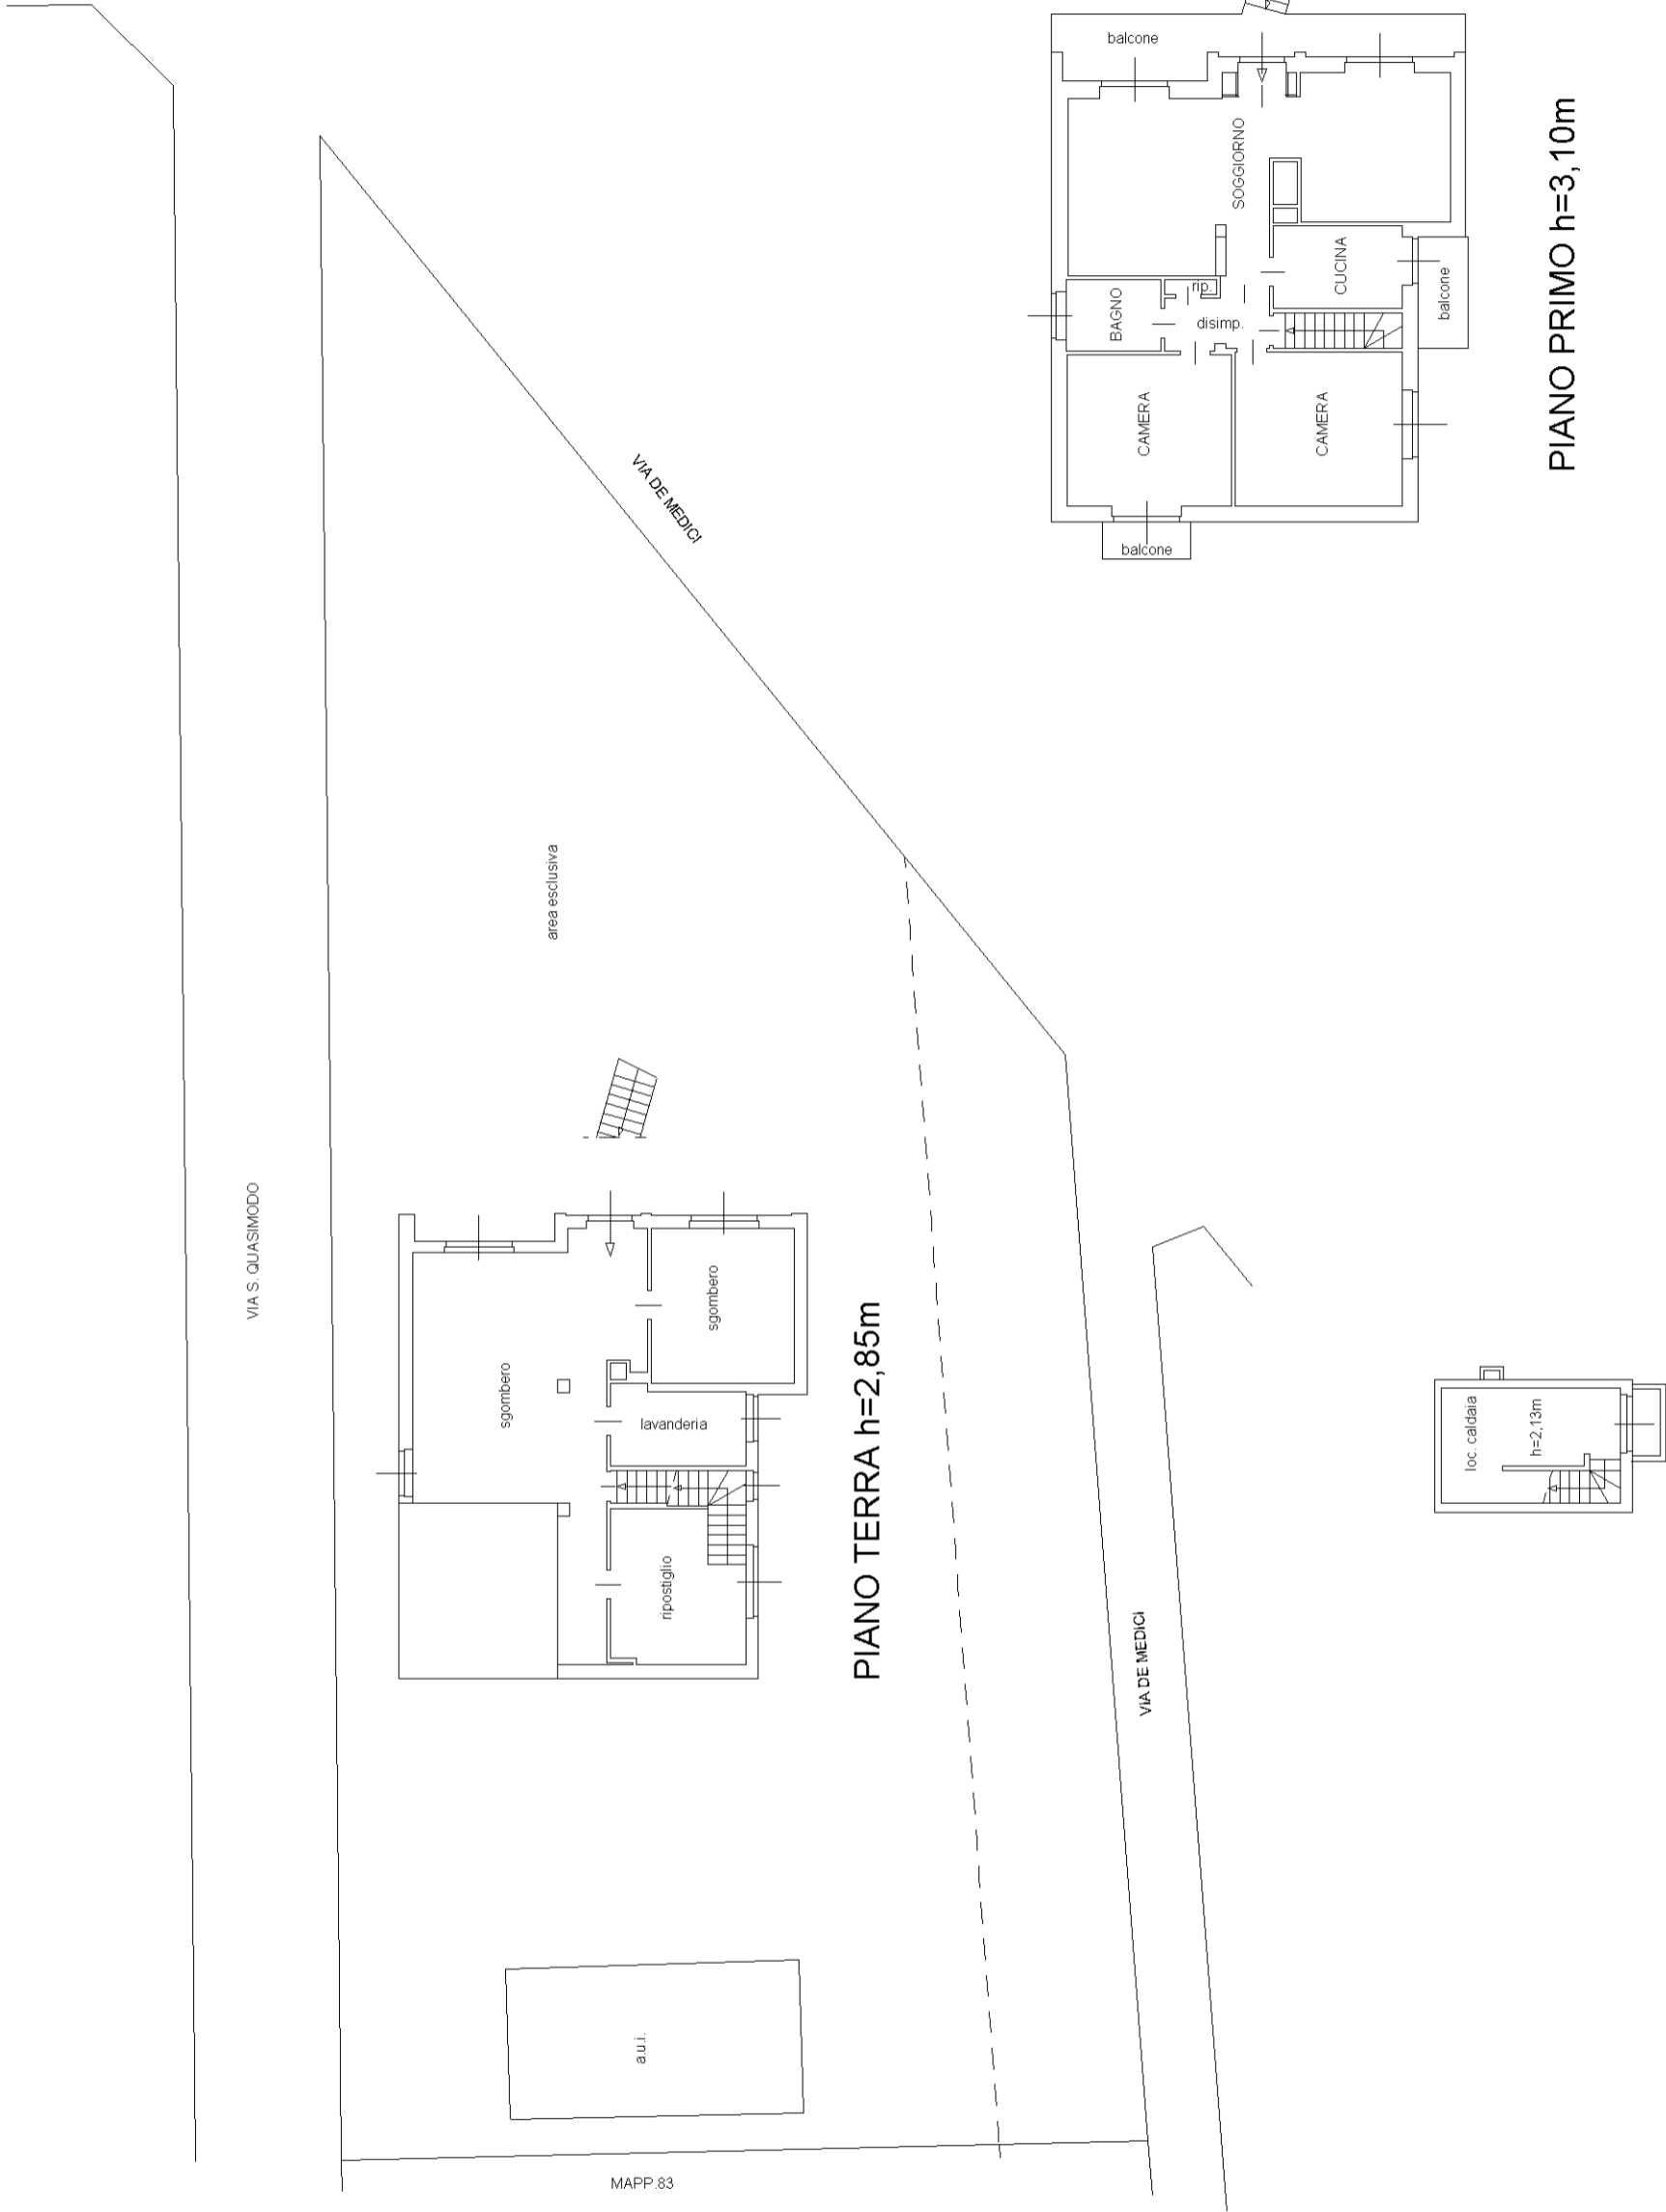 VIA S. QUASIMODO
area esclusiva
VIA DE MEDICI
sgombero
sgombero
lavanderia
ripostiglio
PIANO TERRA h=2,85m
a.u.i.
MAPP.83
VIA DE MEDICI
balcone
SOGGIORNO
CUCINA
balcone
rip.
BAGNO
disimp.
CAMERA
CAMERA
balcone
PIANO PRIMO h=3,10m
loc. caldaia
h=2,13m